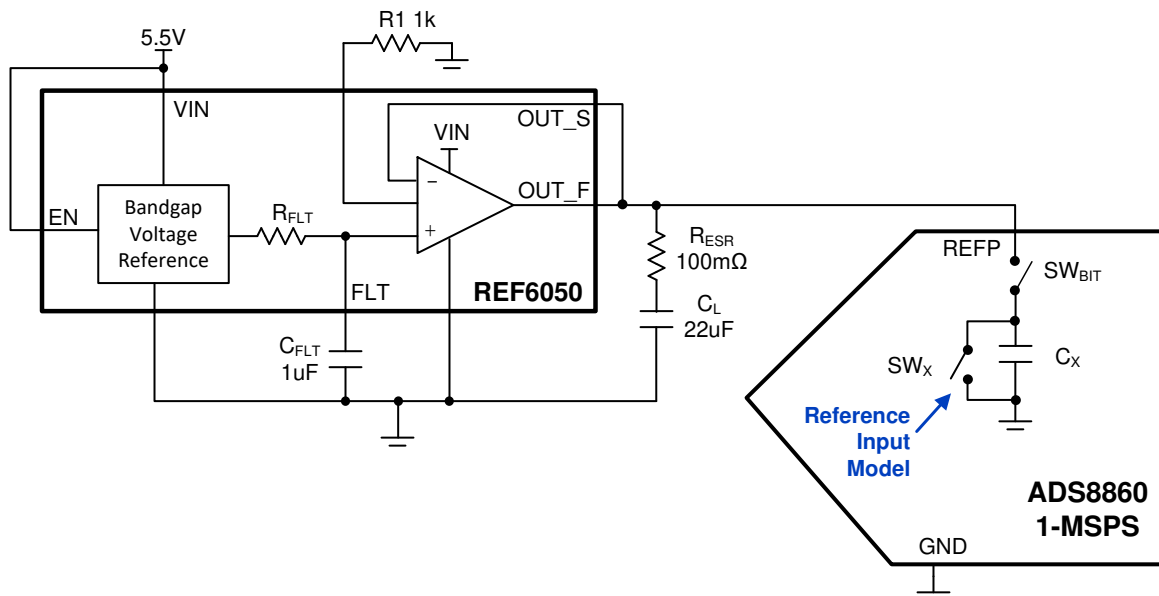 R1 1k
5.5V
VIN
OUT_S
VIN
OUT_F
EN
Bandgap
Voltage
Reference
RFLT
−
+
FLT
REF6050
RESR
100mΩ
CL
22uF
CFLT
1uF
REFP
SWBIT
SWX
CX
Reference
Input
Model
ADS8860
1-MSPS
GND